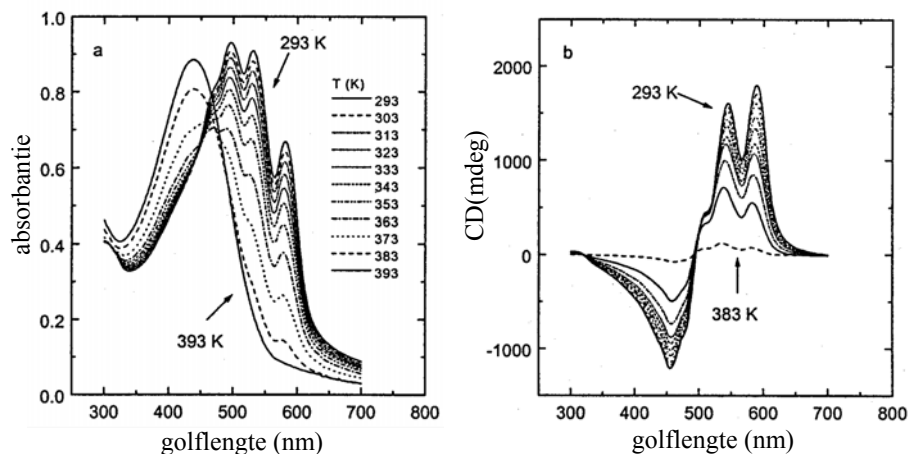 a
293 K
T (K)
293
303
313
323
333
343
353
363
373
383
393
393 K
absorbantie
1.0
0.8
0.6
0.4
0.2
0.0
300 400 500 600 700 800
golflengte (nm)
b
293 K
383 K
CD(mdeg)
2000
1000
0
-1000
300 400 500 600 700 800
golflengte (nm)